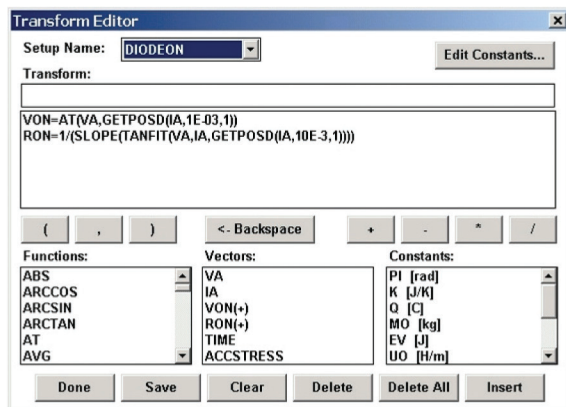 Transform Editor
Setup Name: DIODEON Edit Constants...
Transform:
VON=AT(VA,GETPOSD(IA,1E-03,1))
RON=1/(SLOPE(TANFIT(VA,IA,GETPOSD(IA,10E-3,1))))
( , ) <- Backspace + - * /
Functions: Vectors: Constants:
ABS VA PI [rad]
ARCCOS IA K [J/K]
ARCSIN VON(+) Q [C]
ARCTAN RON(+) MO [kg]
AT TIME EV [J]
AVG ACCSTRESS UO [H/m]
Done Save Clear Delete Delete All Insert